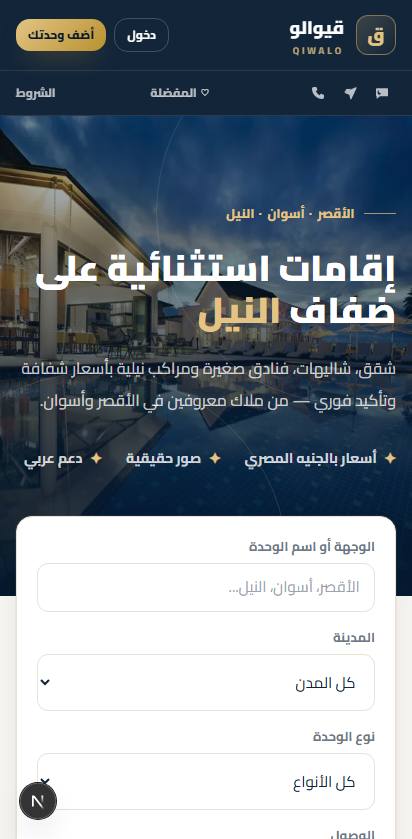 ق
قيوالو
QIWALO
دخول
أضف وحدتك
المفضلة
الشروط
الأقصر · أسوان · النيل
إقامات استثنائية على
ضفاف النيل
شقق، شاليهات، فنادق صغيرة ومراكب نيلية بأسعار شفافة
وتأكيد فوري — من ملاك معروفين في الأقصر وأسوان.
أسعار بالجنيه المصري
صور حقيقية
دعم عربي
الوجهة أو اسم الوحدة
الأقصر، أسوان، النيل...
المدينة
كل المدن
نوع الوحدة
كل الأنواع
الوصول
N